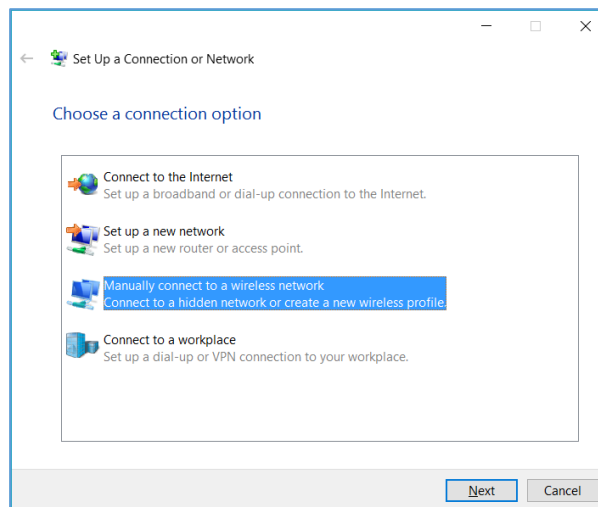 Set Up a Connection or Network
Choose a connection option
Connect to the Internet
Set up a broadband or dial-up connection to the Internet.
Set up a new network
Set up a new router or access point.
Manually connect to a wireless network
Connect to a hidden network or create a new wireless profile.
Connect to a workplace
Set up a dial-up or VPN connection to your workplace.
Next Cancel